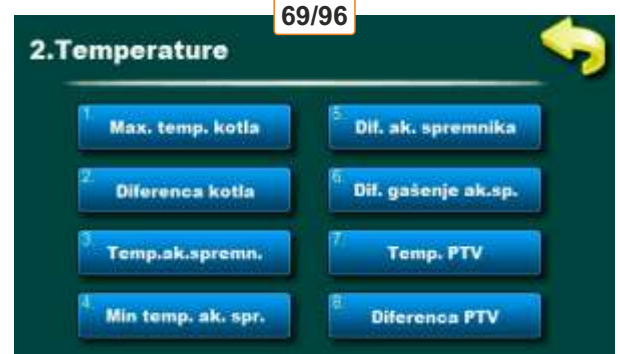 69/96
2.Temperature
1. Max. temp. kotla
2. Diferenca kotla
3. Temp.ak.spremn.
4. Min temp. ak. spr.
5. Dif. ak. spremnika
6. Dif. gašenje ak.sp.
7. Temp. PTV
8. Diferenca PTV